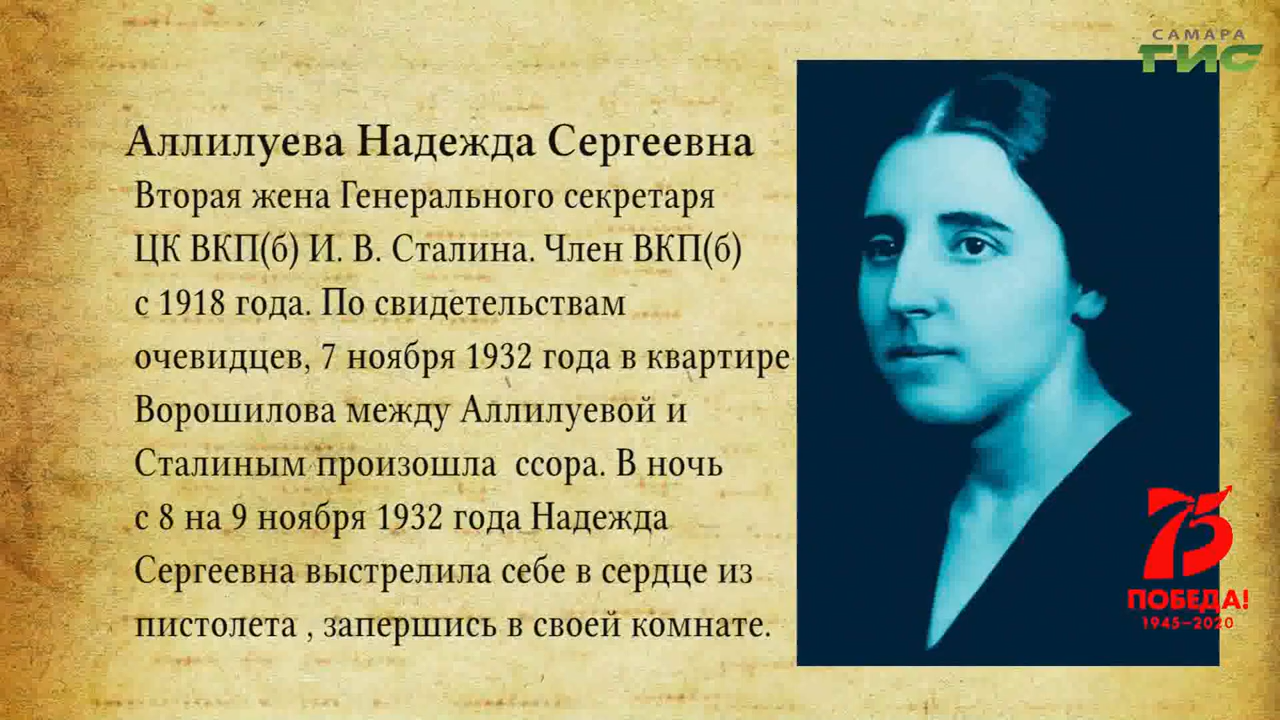 САМАРА
ГИС
Аллилуева Надежда Сергеевна
Вторая жена Генерального секретаря
ЦК ВКП(б) И. В. Сталина. Член ВКП(б)
с 1918 года. По свидетельствам
очевидцев, 7 ноября 1932 года в квартире
Ворошилова между Аллилуевой и
Сталиным произошла ссора. В ночь
с 8 на 9 ноября 1932 года Надежда
Сергеевна выстрелила себе в сердце из
пистолета , запершись в своей комнате.
75
ПОБЕДА!
1945–2020